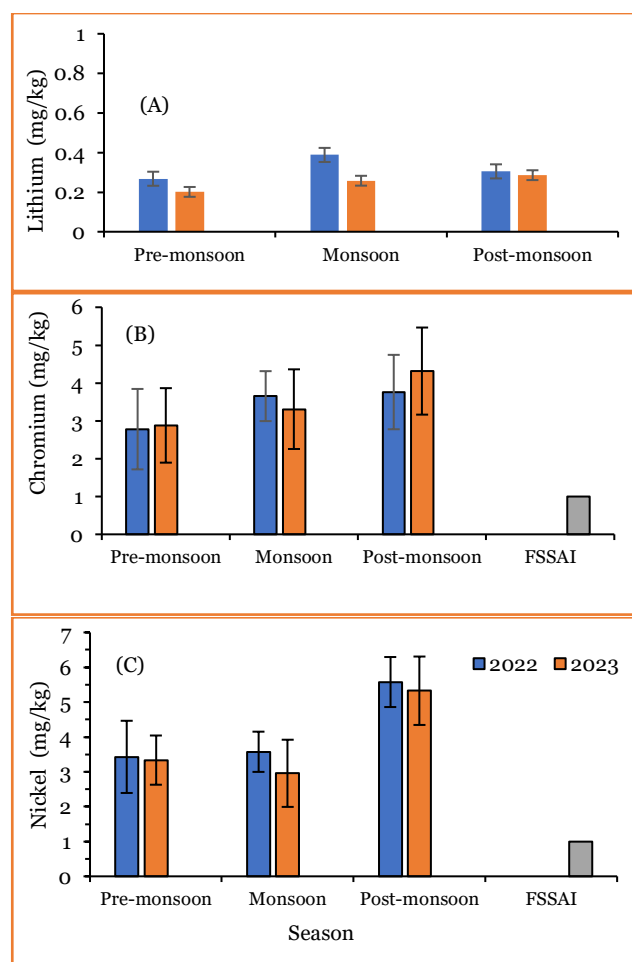 Lithium (mg/kg)
1
0.8
0.6
0.4
0.2
0
(A)
Pre-monsoon Monsoon Post-monsoon
Chromium (mg/kg)
6
5
4
3
2
1
0
(B)
Pre-monsoon Monsoon Post-monsoon FSSAI
Nickel (mg/kg)
7
6
5
4
3
2
1
0
(C)
2022 2023
Pre-monsoon Monsoon Post-monsoon FSSAI
Season